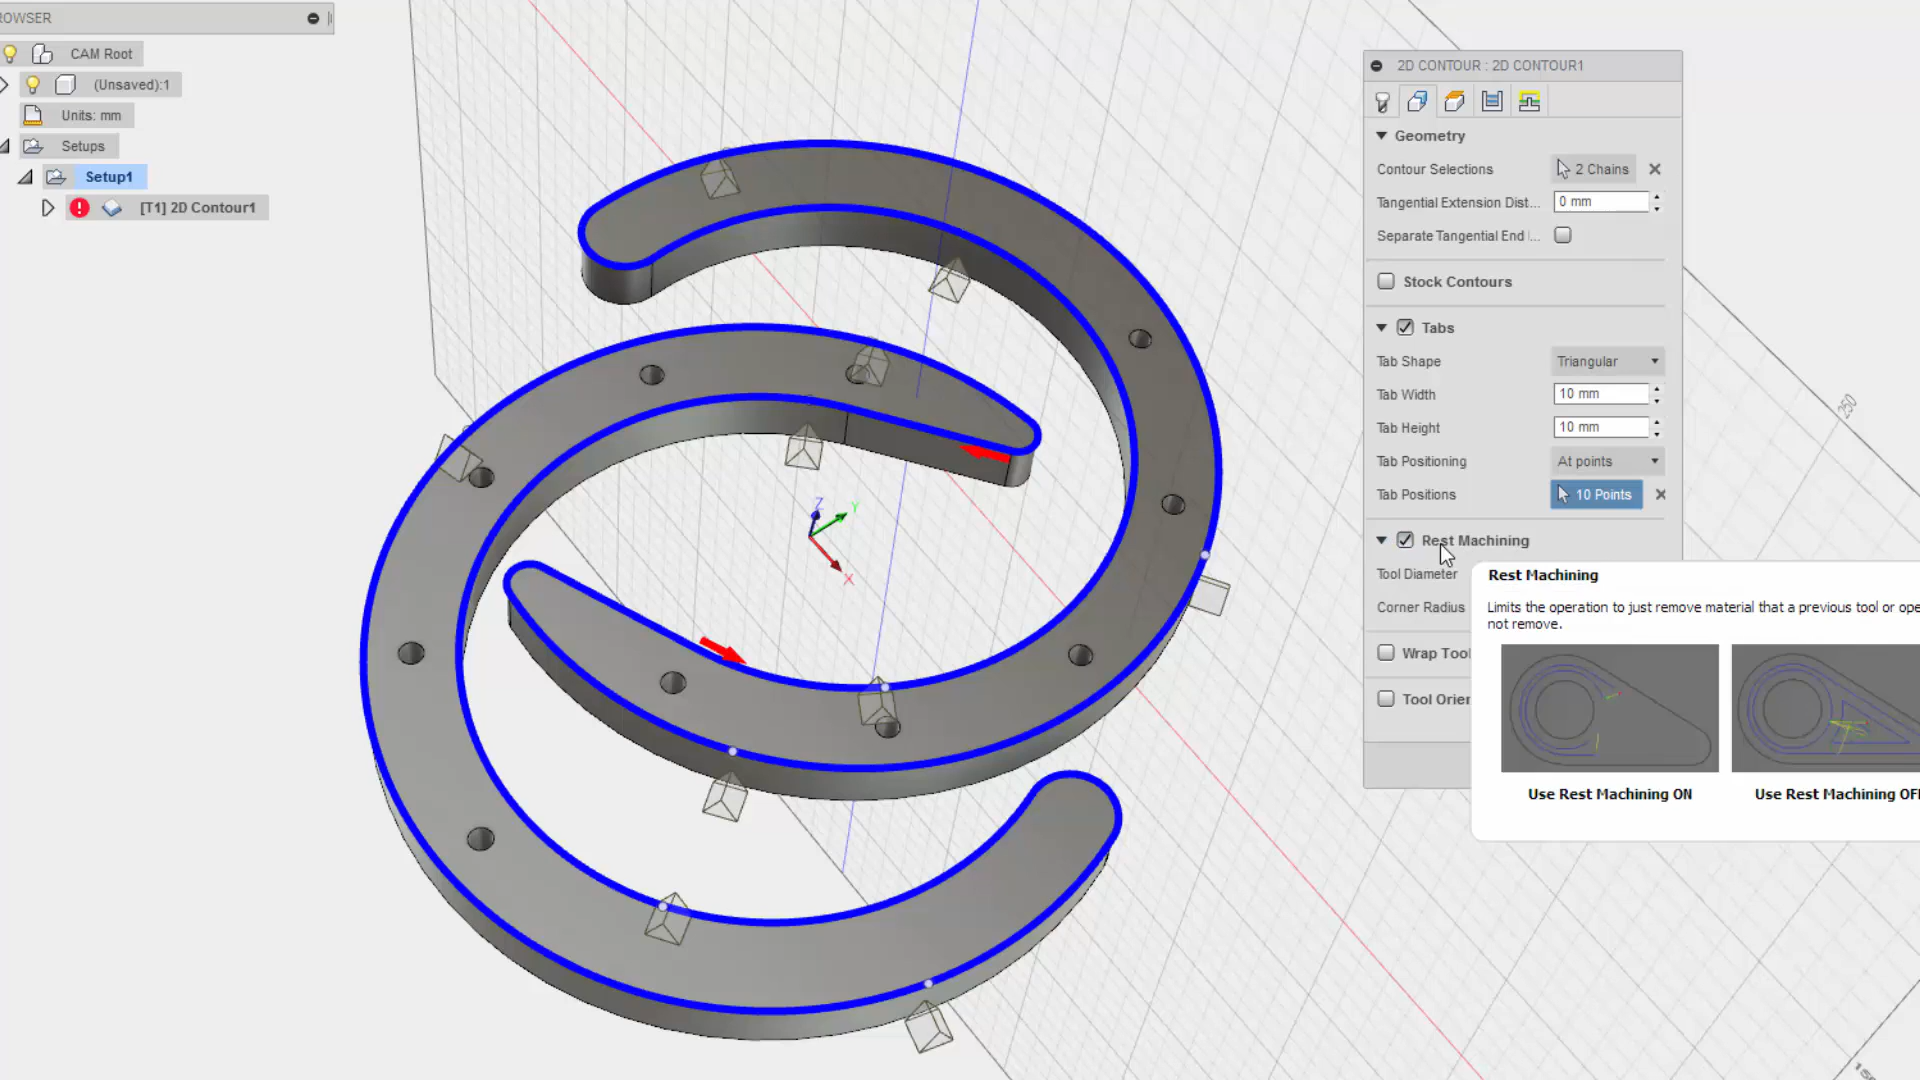 ROWSER
CAM Root
(Unsaved):1
Units: mm
Setups
Setup1
[T1] 2D Contour1
Z
Y
X
250
2D CONTOUR : 2D CONTOUR1
Geometry
Contour Selections 2 Chains
Tangential Extension Dist... 0 mm
Separate Tangential End ...
Stock Contours
Tabs
Tab Shape Triangular
Tab Width 10 mm
Tab Height 10 mm
Tab Positioning At points
Tab Positions 10 Points
Rest Machining
Tool Diameter
Corner Radius
Wrap Tool
Tool Orien
Rest Machining
Limits the operation to just remove material that a previous tool or ope
not remove.
Use Rest Machining ON
Use Rest Machining OF